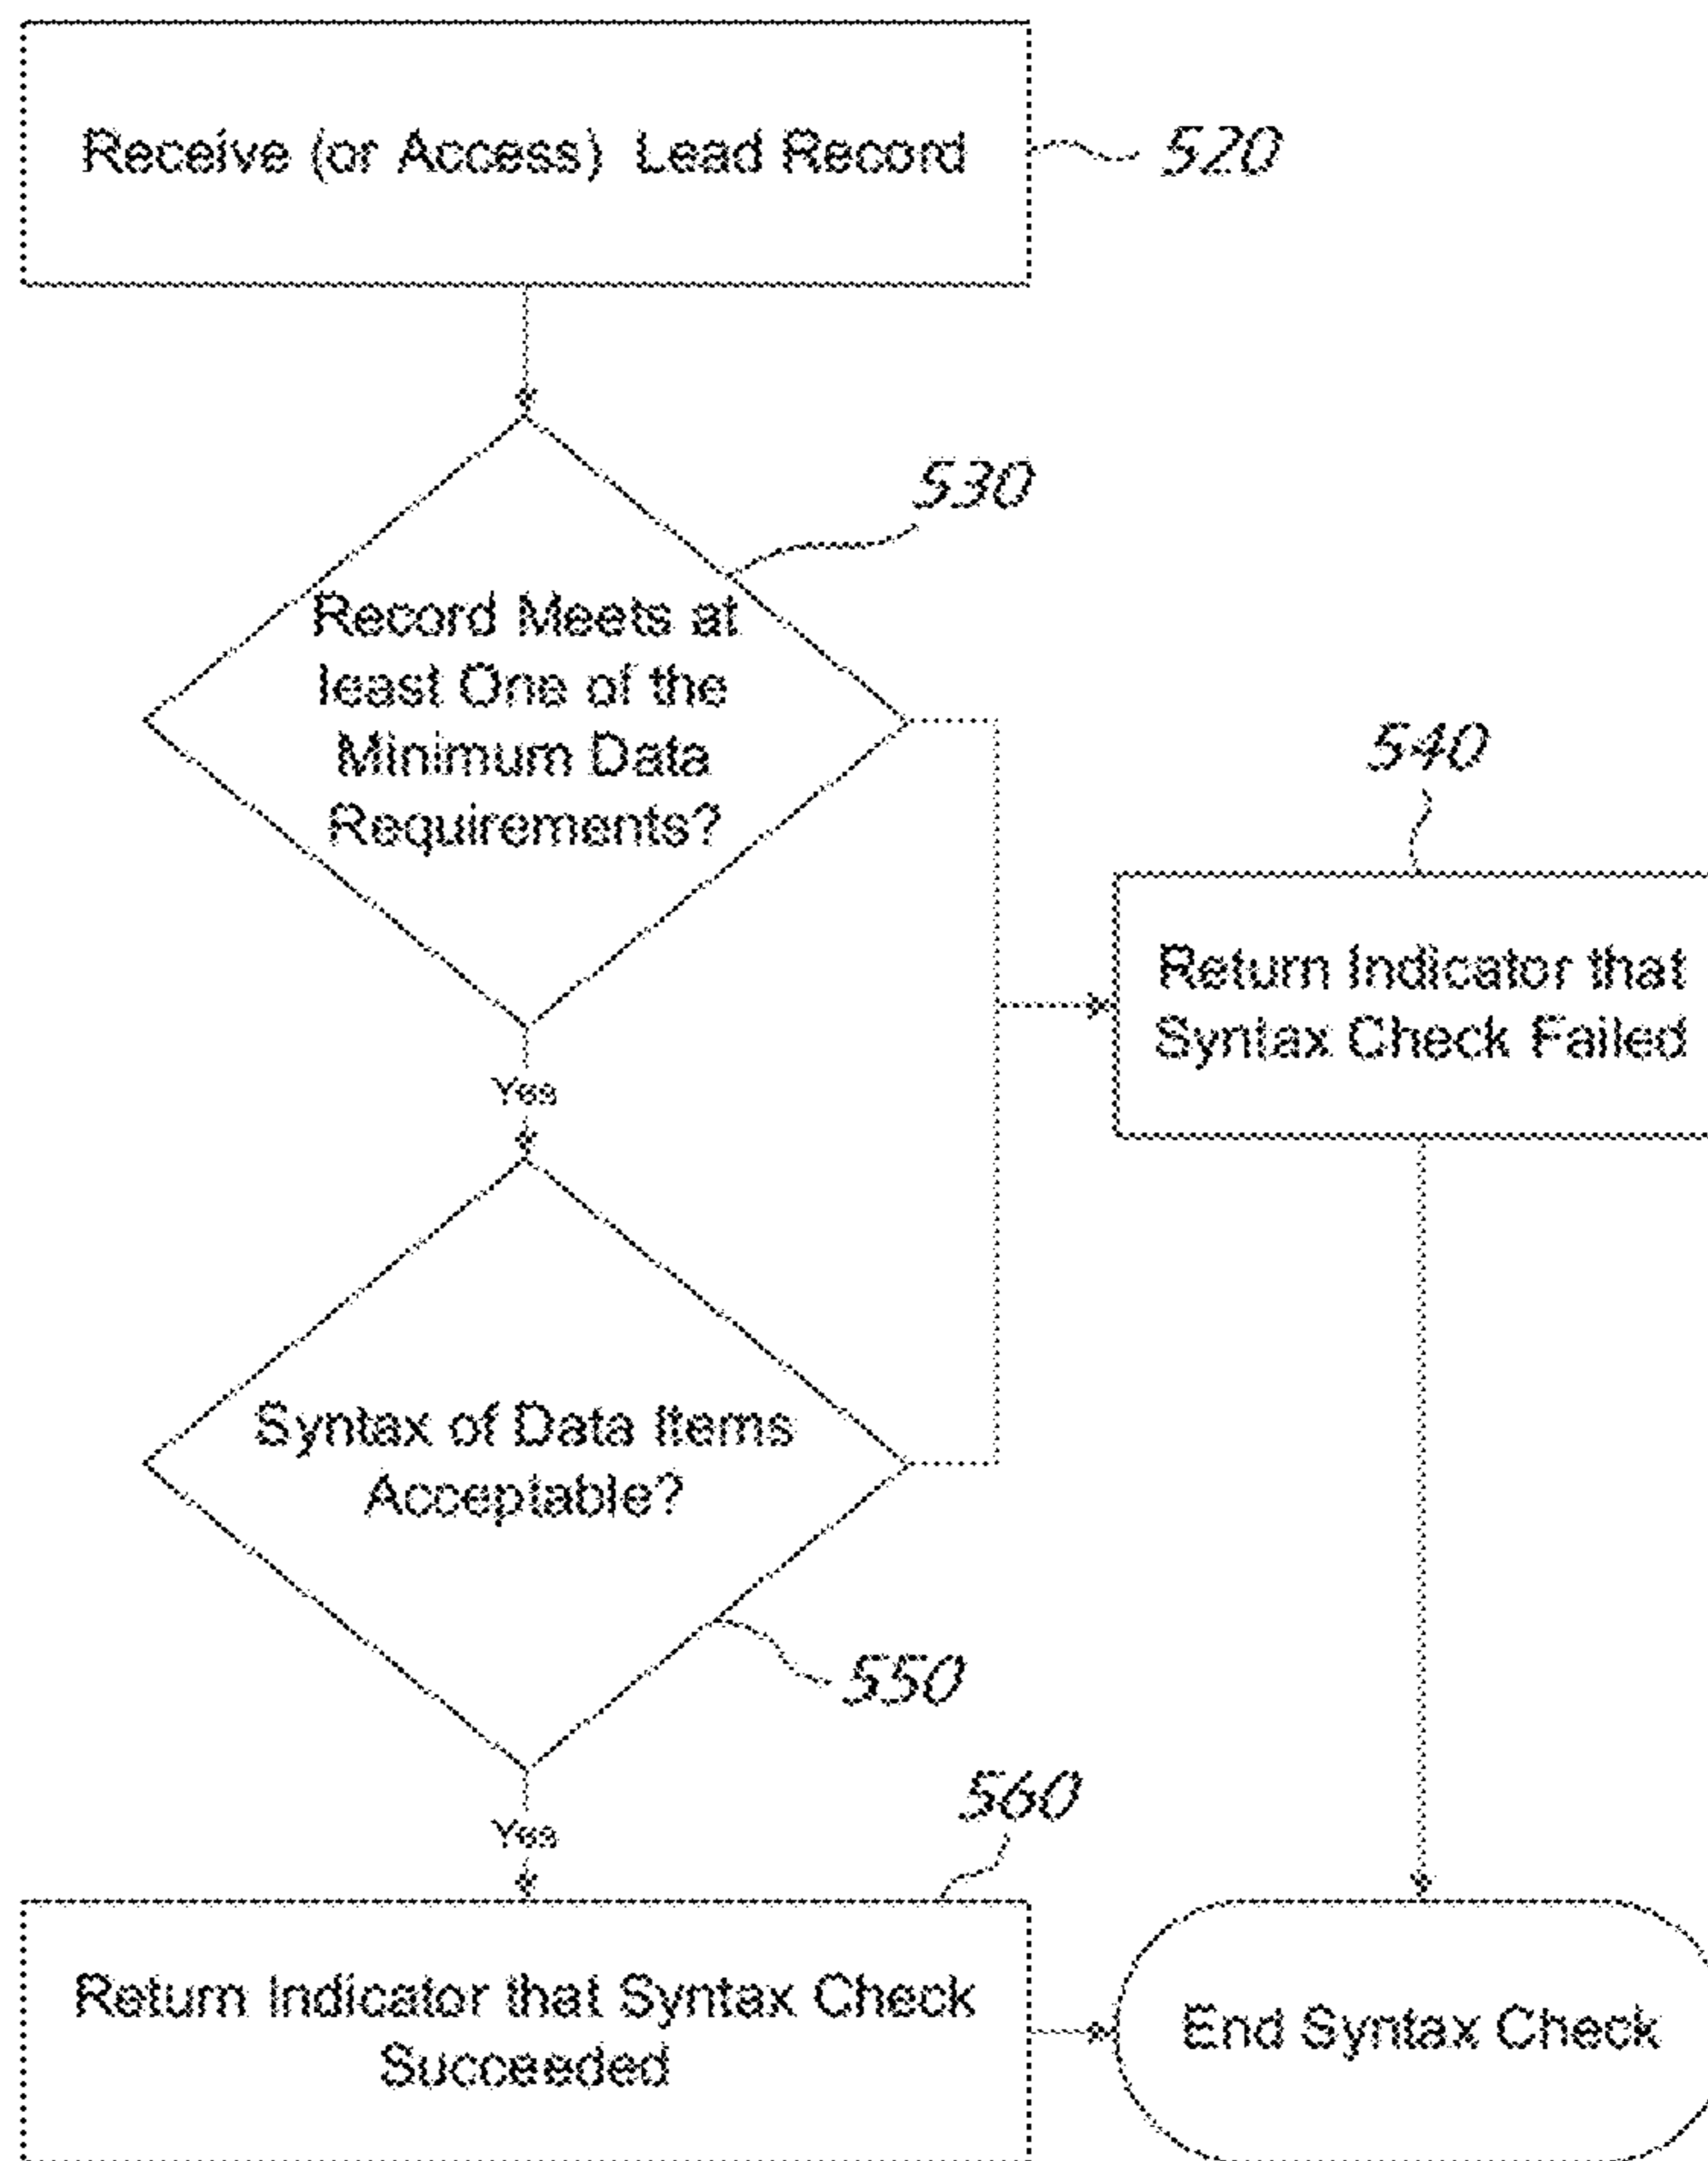 Receive (or Access) Lead Record
520
530
Record Meets at
least One of the
Minimum Data
Requirements?
540
Return Indicator that
Syntax Check Failed
Yes
Syntax of Data Items
Acceptable?
550
Yes
560
Return Indicator that Syntax Check
Succeeded
End Syntax Check